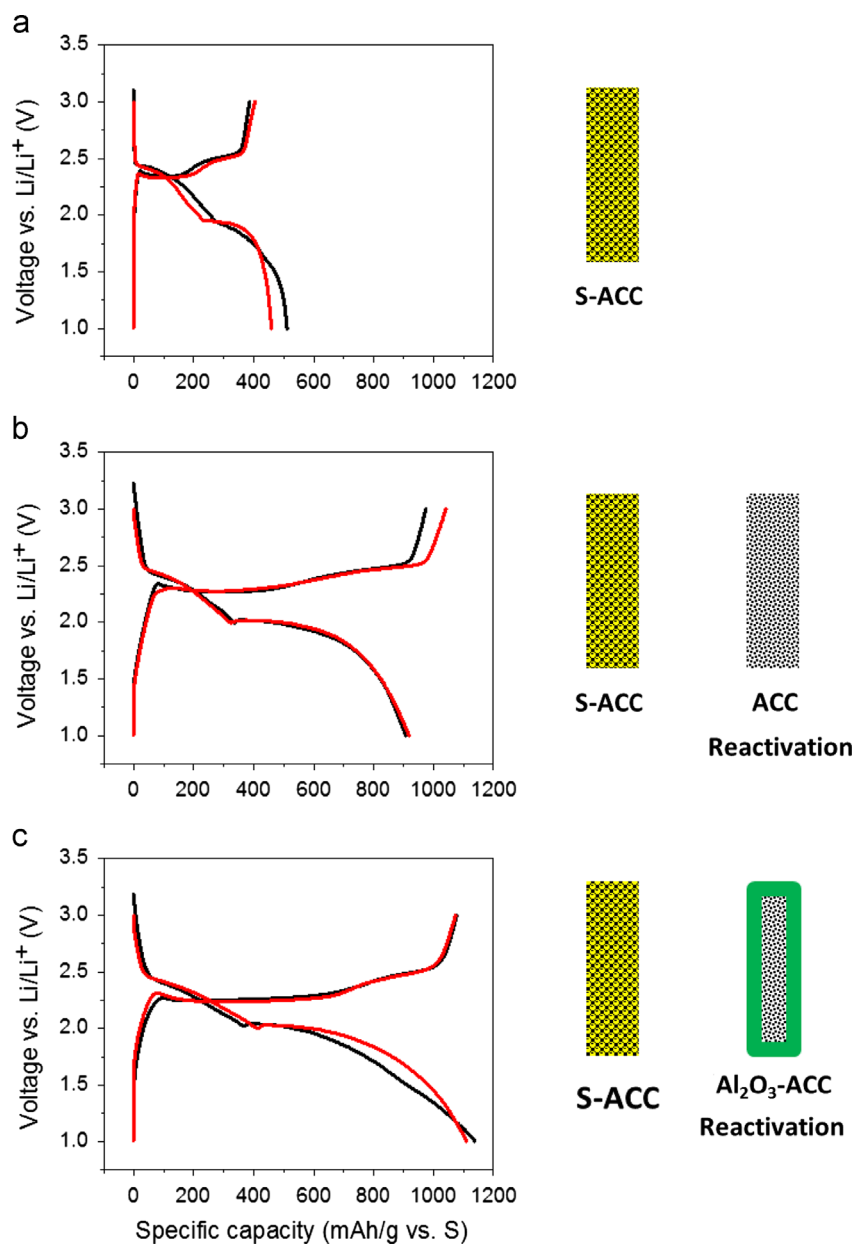 a
3.5
3.0
2.5
2.0
1.5
1.0
Voltage vs. Li/Li⁺ (V)
0 200 400 600 800 1000 1200
S-ACC
b
3.5
3.0
2.5
2.0
1.5
1.0
Voltage vs. Li/Li⁺ (V)
0 200 400 600 800 1000 1200
S-ACC
ACC
Reactivation
c
3.5
3.0
2.5
2.0
1.5
1.0
Voltage vs. Li/Li⁺ (V)
0 200 400 600 800 1000 1200
Specific capacity (mAh/g vs. S)
S-ACC
Al₂O₃-ACC
Reactivation